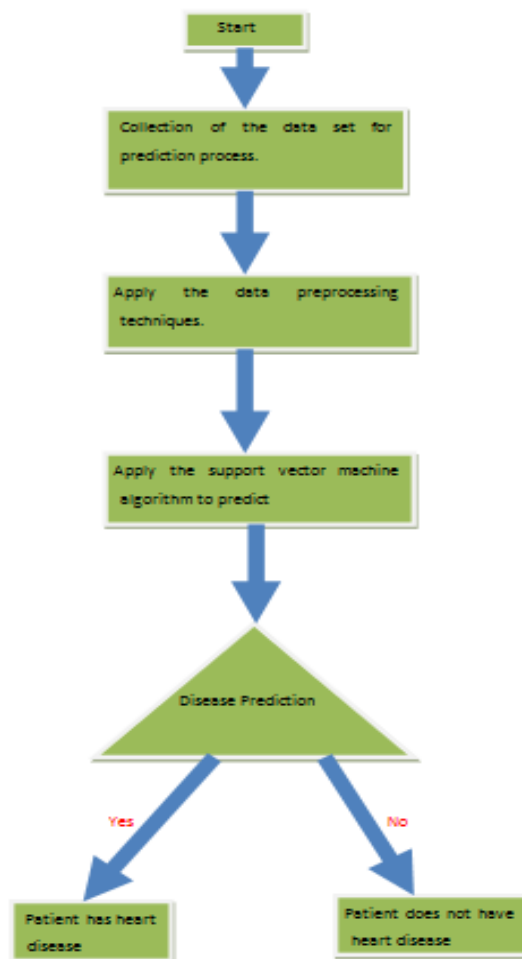 Start
Collection of the data set for
prediction process.
Apply the data preprocessing
techniques.
Apply the support vector machine
algorithm to predict
Disease Prediction
Yes
No
Patient has heart
disease
Patient does not have
heart disease